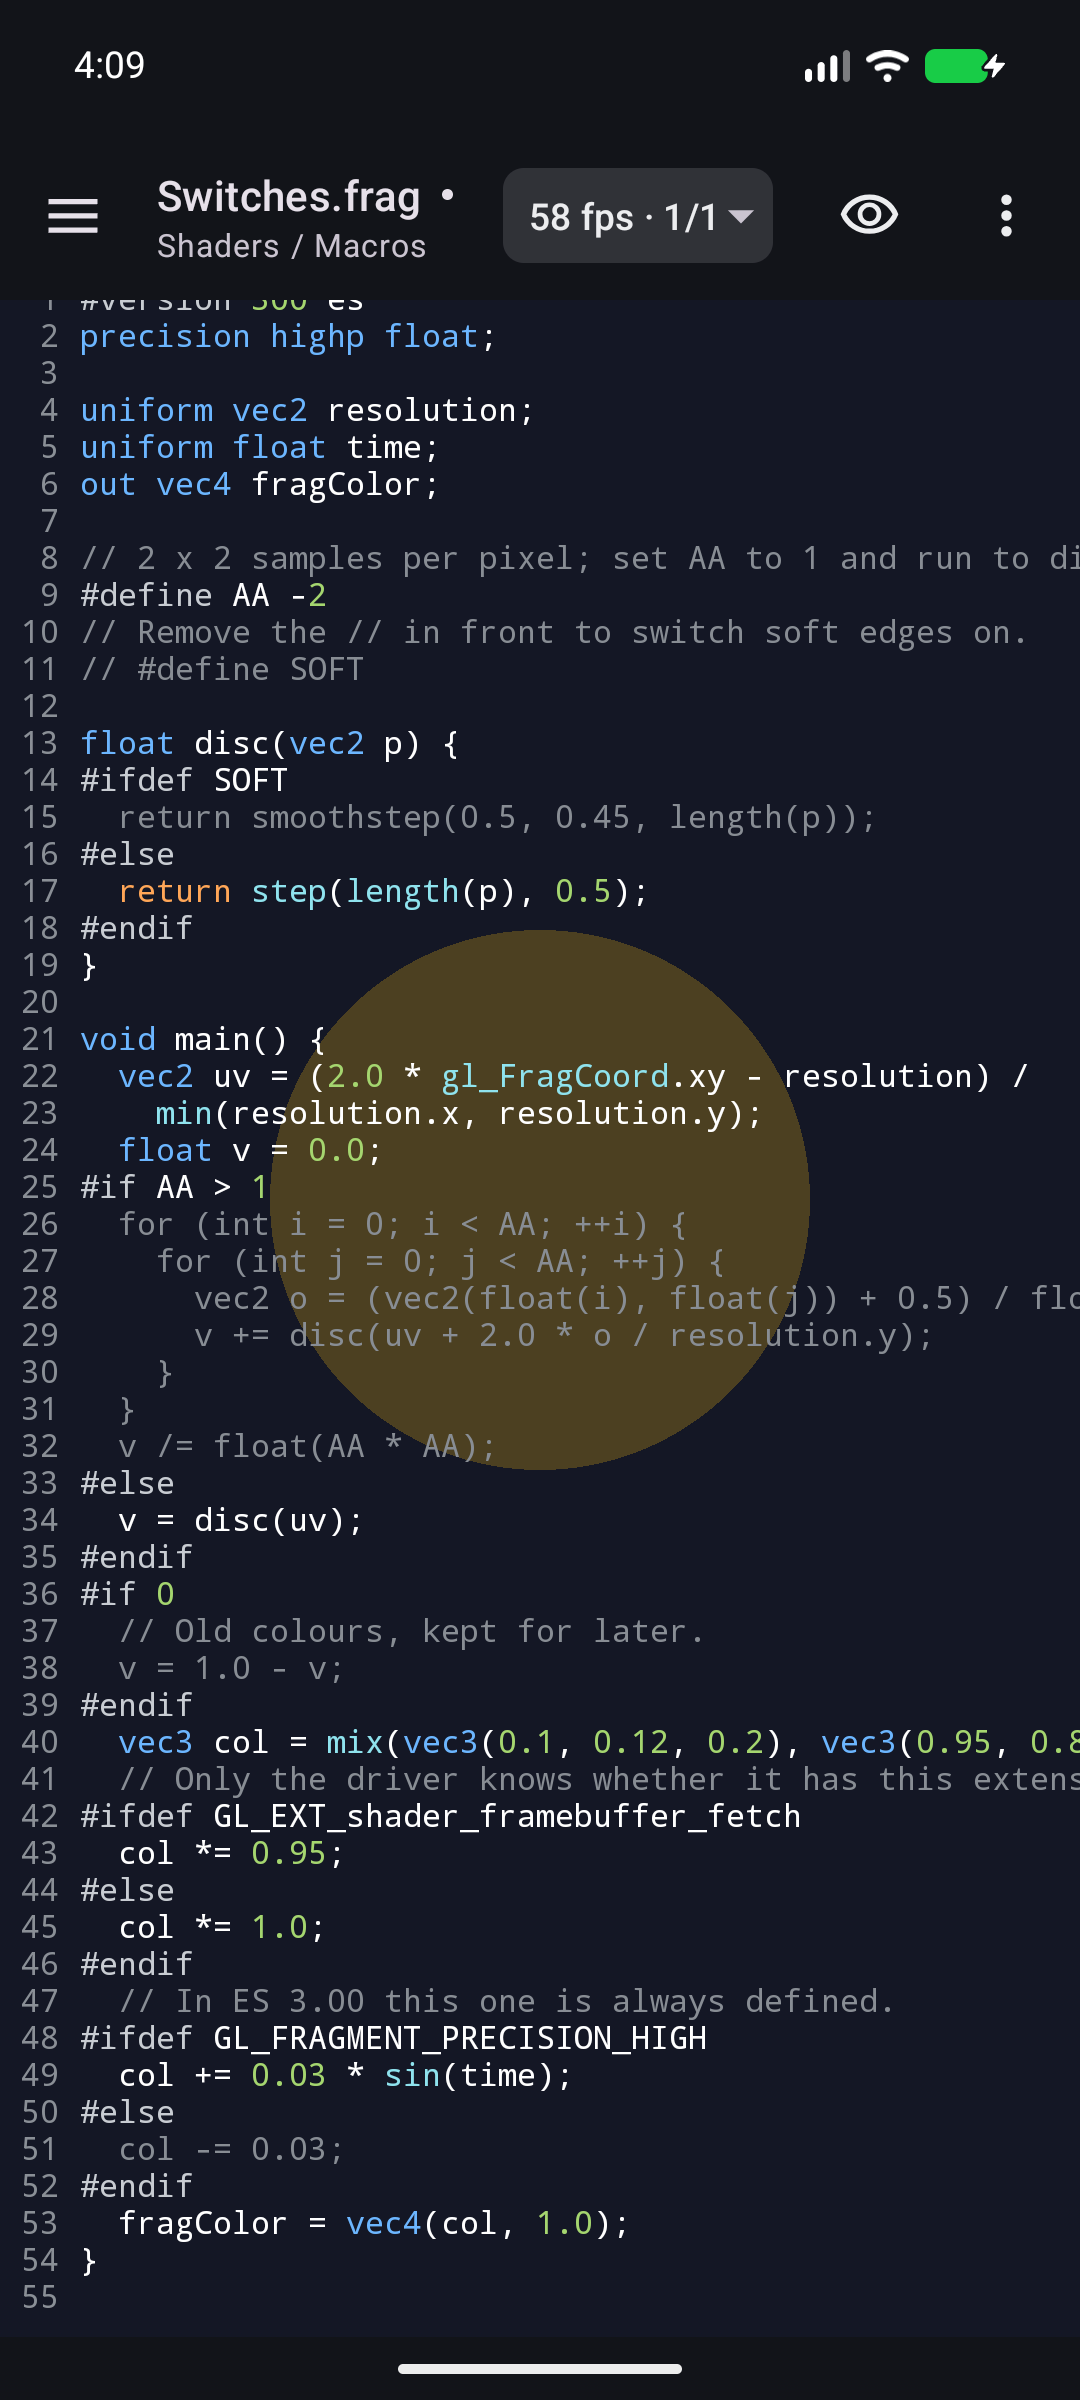 4:09
Switches.frag •
Shaders / Macros
58 fps · 1/1
1 #version 300 es
2 precision highp float;
3
4 uniform vec2 resolution;
5 uniform float time;
6 out vec4 fragColor;
7
8 // 2 x 2 samples per pixel; set AA to 1 and run to di
9 #define AA -2
10 // Remove the // in front to switch soft edges on.
11 // #define SOFT
12
13 float disc(vec2 p) {
14 #ifdef SOFT
15   return smoothstep(0.5, 0.45, length(p));
16 #else
17   return step(length(p), 0.5);
18 #endif
19 }
20
21 void main() {
22   vec2 uv = (2.0 * gl_FragCoord.xy - resolution) /
23     min(resolution.x, resolution.y);
24   float v = 0.0;
25 #if AA > 1
26   for (int i = 0; i < AA; ++i) {
27     for (int j = 0; j < AA; ++j) {
28       vec2 o = (vec2(float(i), float(j)) + 0.5) / flo
29       v += disc(uv + 2.0 * o / resolution.y);
30     }
31   }
32   v /= float(AA * AA);
33 #else
34   v = disc(uv);
35 #endif
36 #if 0
37   // Old colours, kept for later.
38   v = 1.0 - v;
39 #endif
40   vec3 col = mix(vec3(0.1, 0.12, 0.2), vec3(0.95, 0.8
41   // Only the driver knows whether it has this extens
42 #ifdef GL_EXT_shader_framebuffer_fetch
43   col *= 0.95;
44 #else
45   col *= 1.0;
46 #endif
47   // In ES 3.00 this one is always defined.
48 #ifdef GL_FRAGMENT_PRECISION_HIGH
49   col += 0.03 * sin(time);
50 #else
51   col -= 0.03;
52 #endif
53   fragColor = vec4(col, 1.0);
54 }
55